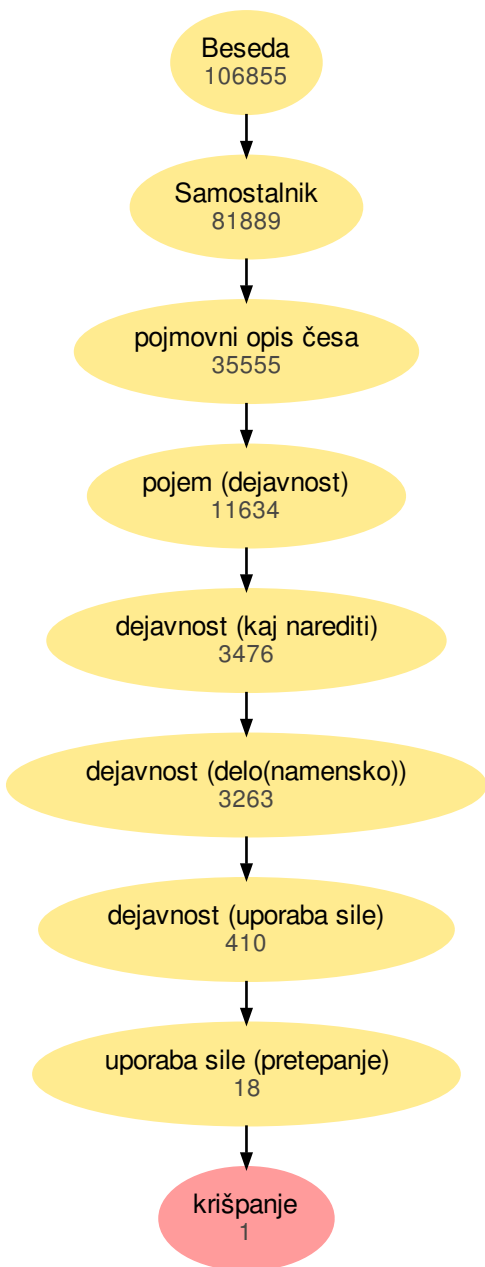 Beseda
106855
Samostalnik
81889
pojmovni opis česa
35555
pojem (dejavnost)
11634
dejavnost (kaj narediti)
3476
dejavnost (delo(namensko))
3263
dejavnost (uporaba sile)
410
uporaba sile (pretepanje)
18
krišpanje
1